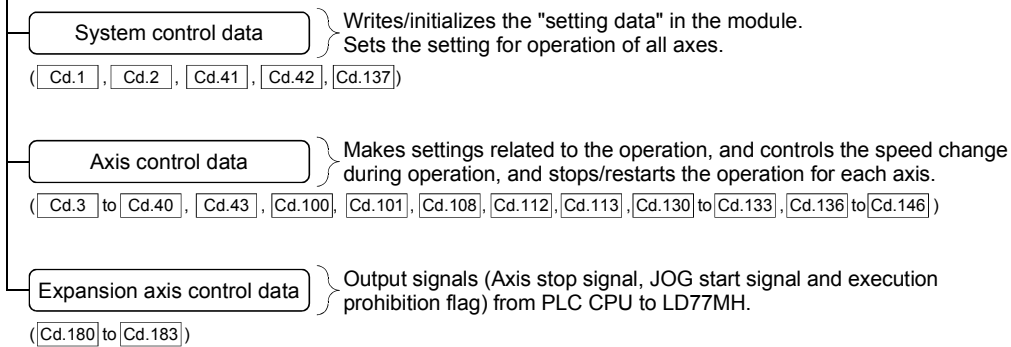 System control data
Writes/initializes the "setting data" in the module.
Sets the setting for operation of all axes.
( Cd.1 , Cd.2 , Cd.41 , Cd.42 , Cd.137 )
Axis control data
Makes settings related to the operation, and controls the speed change
during operation, and stops/restarts the operation for each axis.
( Cd.3 to Cd.40 , Cd.43 , Cd.100 , Cd.101 , Cd.108 , Cd.112 , Cd.113 , Cd.130 to Cd.133 , Cd.136 to Cd.146 )
Expansion axis control data
Output signals (Axis stop signal, JOG start signal and execution
prohibition flag) from PLC CPU to LD77MH.
( Cd.180 to Cd.183 )